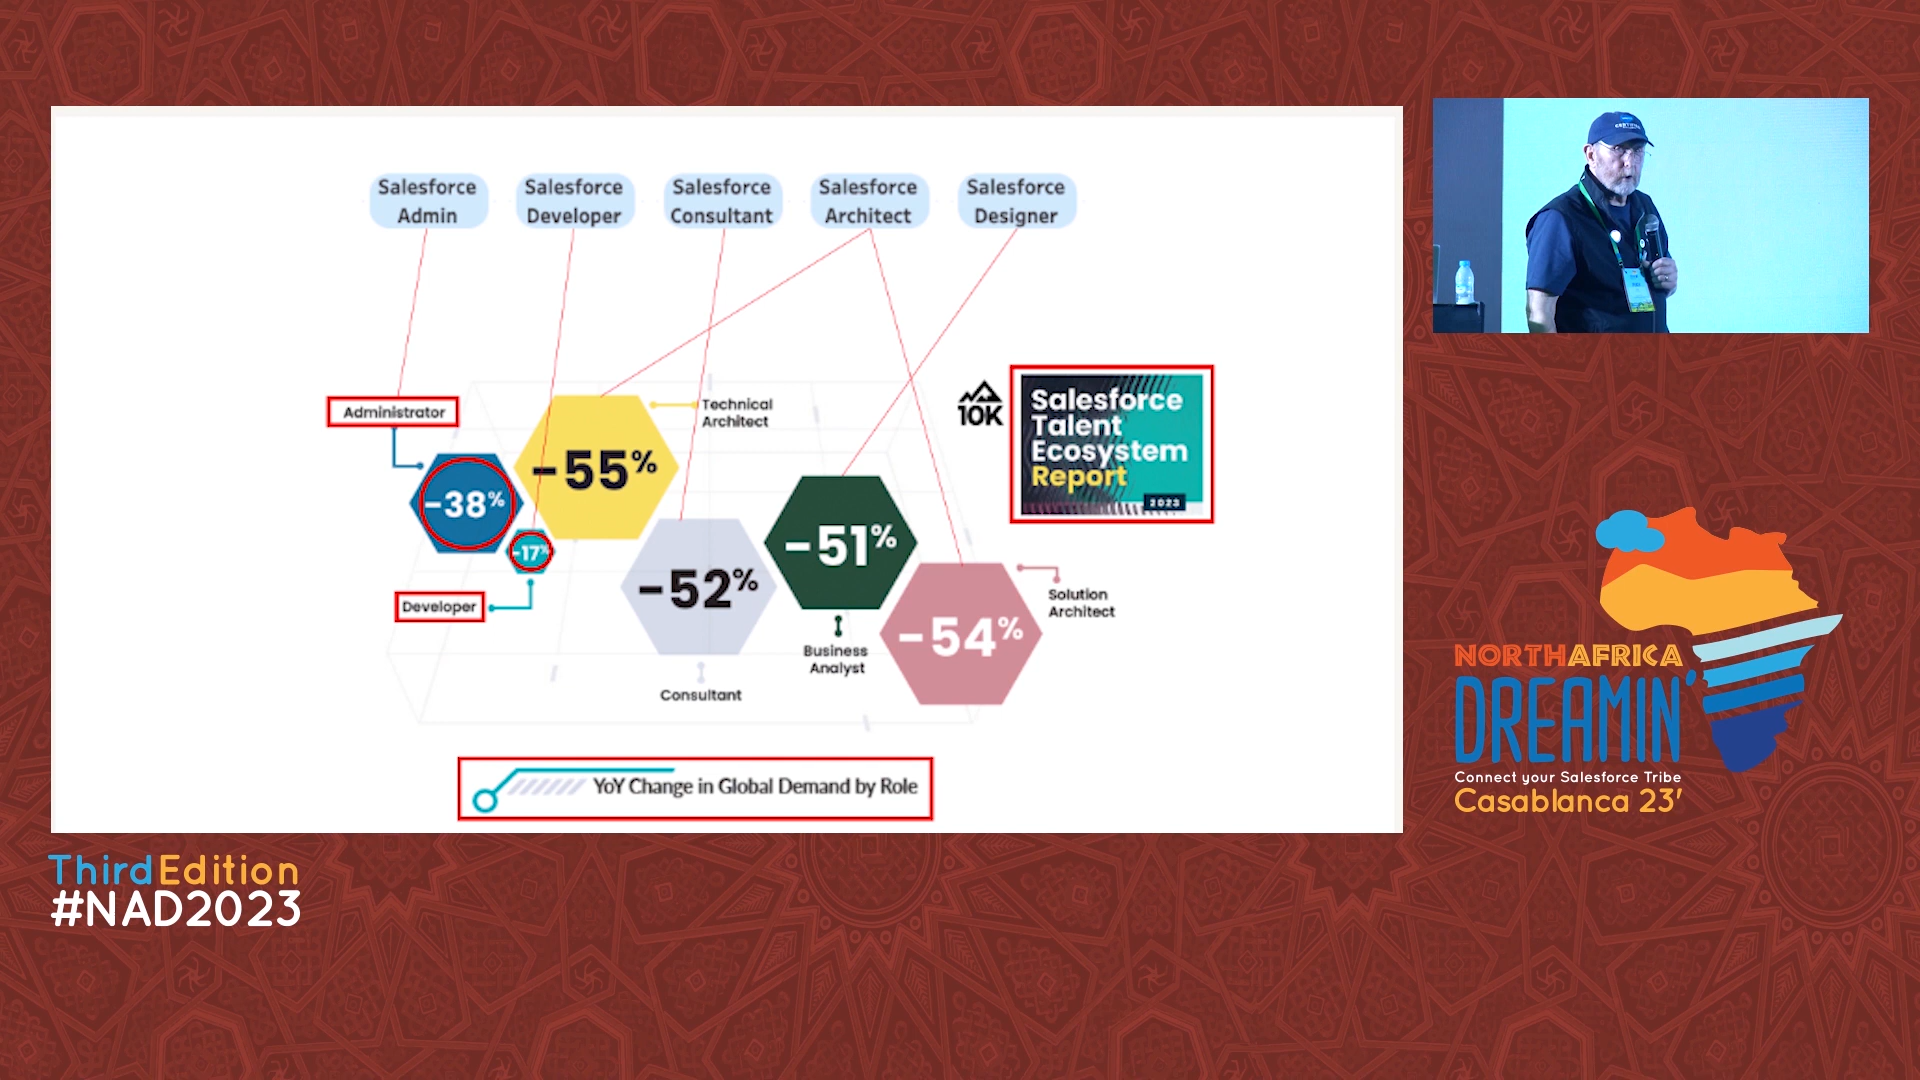 Salesforce
Admin
Salesforce
Developer
Salesforce
Consultant
Salesforce
Architect
Salesforce
Designer
Administrator
-38%
-55%
Technical
Architect
-17%
Developer
-52%
Consultant
-51%
Business
Analyst
-54%
Solution
Architect
10K
Salesforce
Talent
Ecosystem
Report
2023
YoY Change in Global Demand by Role
NORTHAFRICA
DREAMIN'
Connect your Salesforce Tribe
Casablanca 23'
Third Edition
#NAD2023